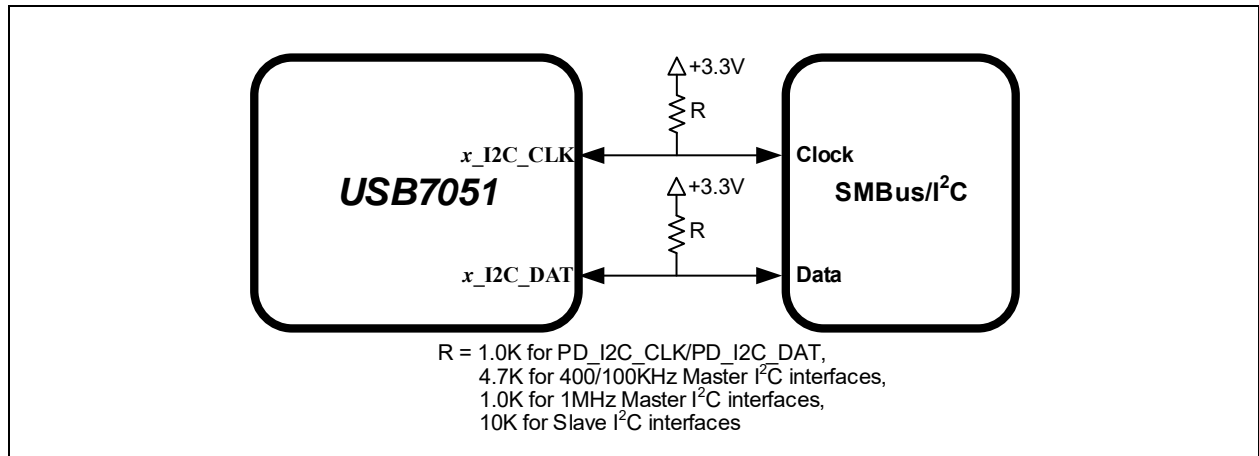 +3.3V
R
x_I2C_CLK
Clock
USB7051
+3.3V
SMBus/I²C
R
x_I2C_DAT
Data
R = 1.0K for PD_I2C_CLK/PD_I2C_DAT,
4.7K for 400/100KHz Master I²C interfaces,
1.0K for 1MHz Master I²C interfaces,
10K for Slave I²C interfaces